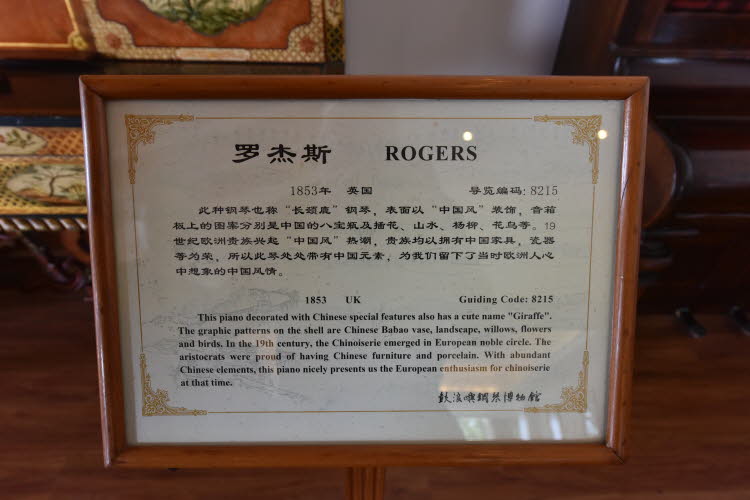 罗杰斯 ROGERS
1853年 英国 导览编码: 8215
此种钢琴也称“长颈鹿”钢琴，表面以“中国风”装饰，音箱
板上的图案分别是中国的八宝瓶及插花、山水、杨柳、花鸟等。19
世纪欧洲贵族兴起“中国风”热潮，贵族均以拥有中国家具，瓷器
等为荣，所以此琴处处带有中国元素，为我们留下了当时欧洲人心
中想象的中国风情。
1853 UK Guiding Code: 8215
This piano decorated with Chinese special features also has a cute name "Giraffe".
The graphic patterns on the shell are Chinese Babao vase, landscape, willows, flowers
and birds. In the 19th century, the Chinoiserie emerged in European noble circle. The
aristocrats were proud of having Chinese furniture and porcelain. With abundant
Chinese elements, this piano nicely presents us the European enthusiasm for chinoiserie
at that time.
鼓浪嶼鋼琴博物館